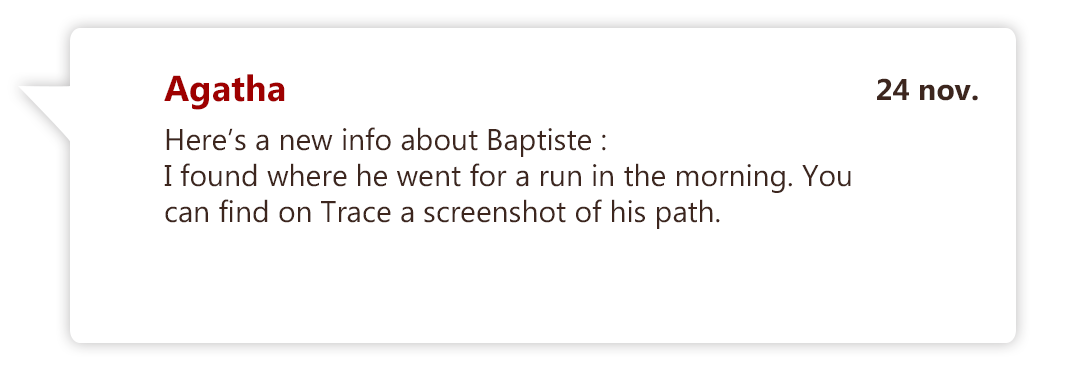 Agatha
24 nov.
Here’s a new info about Baptiste :
I found where he went for a run in the morning. You
can find on Trace a screenshot of his path.